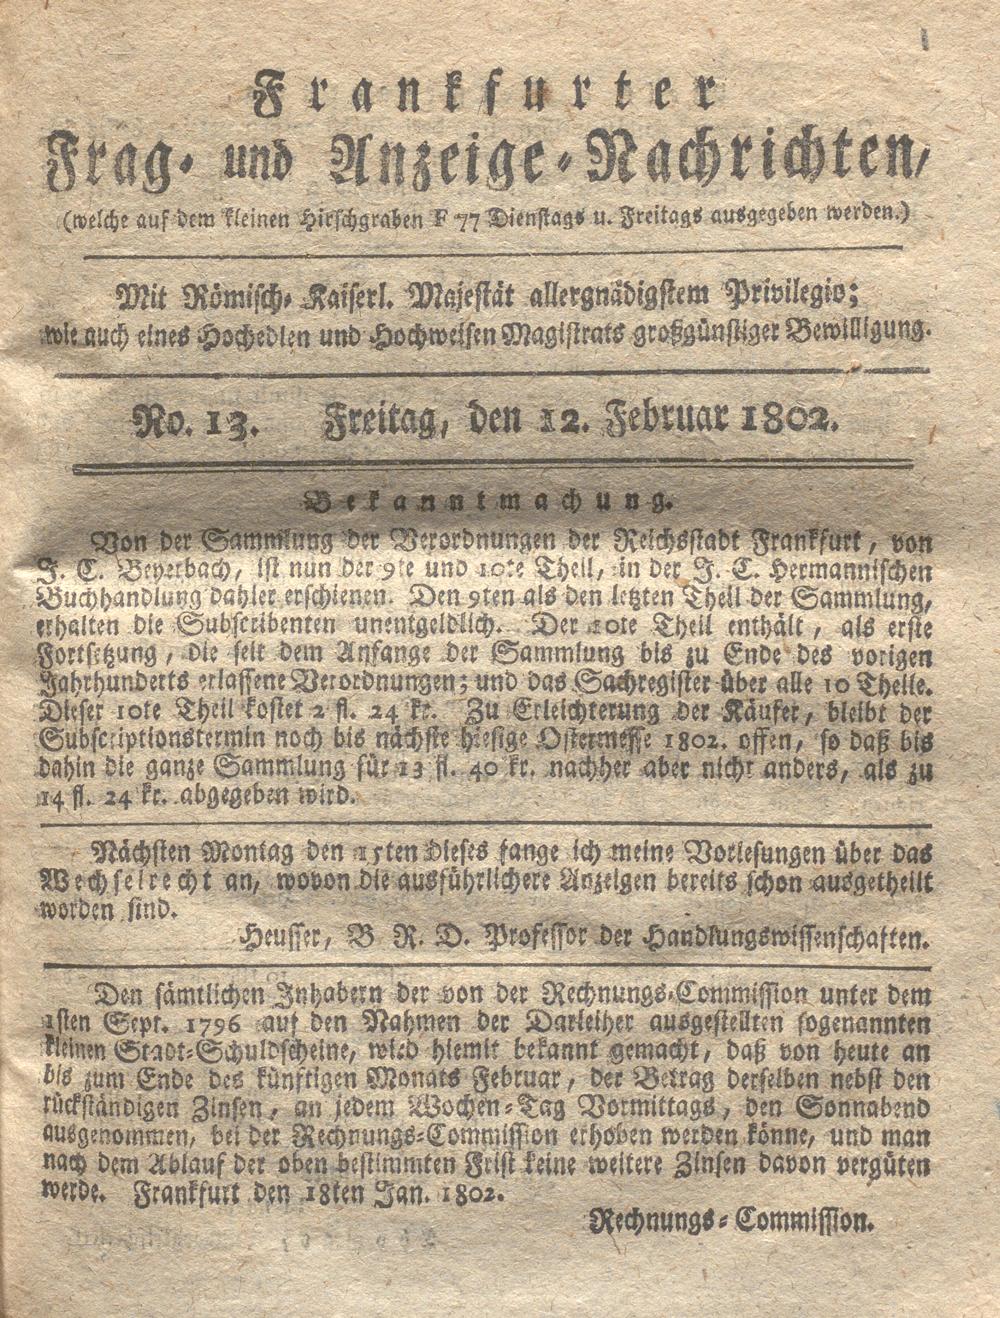 Frankfurter
Frag- und Anzeige-Nachrichten,
(welche auf dem kleinen Hirschgraben F 77 Dienstags u. Freitags ausgegeben werden.)
Mit Römisch-Kaiserl. Majestät allergnädigstem Privilegio;
wie auch eines Hochedlen und Hochweisen Magistrats großgünstiger Bewilligung.
No. 13. Freitag, den 12. Februar 1802.
Bekanntmachung.
Von der Sammlung der Verordnungen der Reichsstadt Frankfurt, von
J. C. Beyerbach, ist nun der 9te und 10te Theil, in der J. C. Hermannischen
Buchhandlung dahier erschienen. Den 9ten als den letzten Theil der Sammlung,
erhalten die Subscribenten unentgeldlich. Der 10te Theil enthält, als erste
Fortsetzung, die seit dem Anfange der Sammlung bis zu Ende des vorigen
Jahrhunderts erlassene Verordnungen; und das Sachregister über alle 10 Theile.
Dieser 10te Theil kostet 2 fl. 24 kr. Zu Erleichterung der Käufer, bleibt der
Subscriptionstermin noch bis nächste hiesige Ostermesse 1802. offen, so daß bis
dahin die ganze Sammlung für 13 fl. 40 kr. nachher aber nicht anders, als zu
14 fl. 24 kr. abgegeben wird.
Nächsten Montag den 15ten dieses fange ich meine Vorlesungen über das
Wechselrecht an, wovon die ausführlichere Anzeigen bereits schon ausgetheilt
worden sind.
Heusser, B. R. D. Professor der Handlungswissenschaften.
Den sämtlichen Inhabern der von der Rechnungs-Commission unter dem
1sten Sept. 1796 auf den Nahmen der Darleiher ausgestellten sogenannten
kleinen Stadt-Schuldscheine, wird hiemit bekannt gemacht, daß von heute an
bis zum Ende des künftigen Monats Februar, der Betrag derselben nebst den
rückständigen Zinsen, an jedem Wochen-Tag Vormittags, den Sonnabend
ausgenommen, bei der Rechnungs-Commission erhoben werden könne, und man
nach dem Ablauf der oben bestimmten Frist keine weitere Zinsen davon vergüten
werde. Frankfurt den 18ten Jan. 1802.
Rechnungs-Commission.